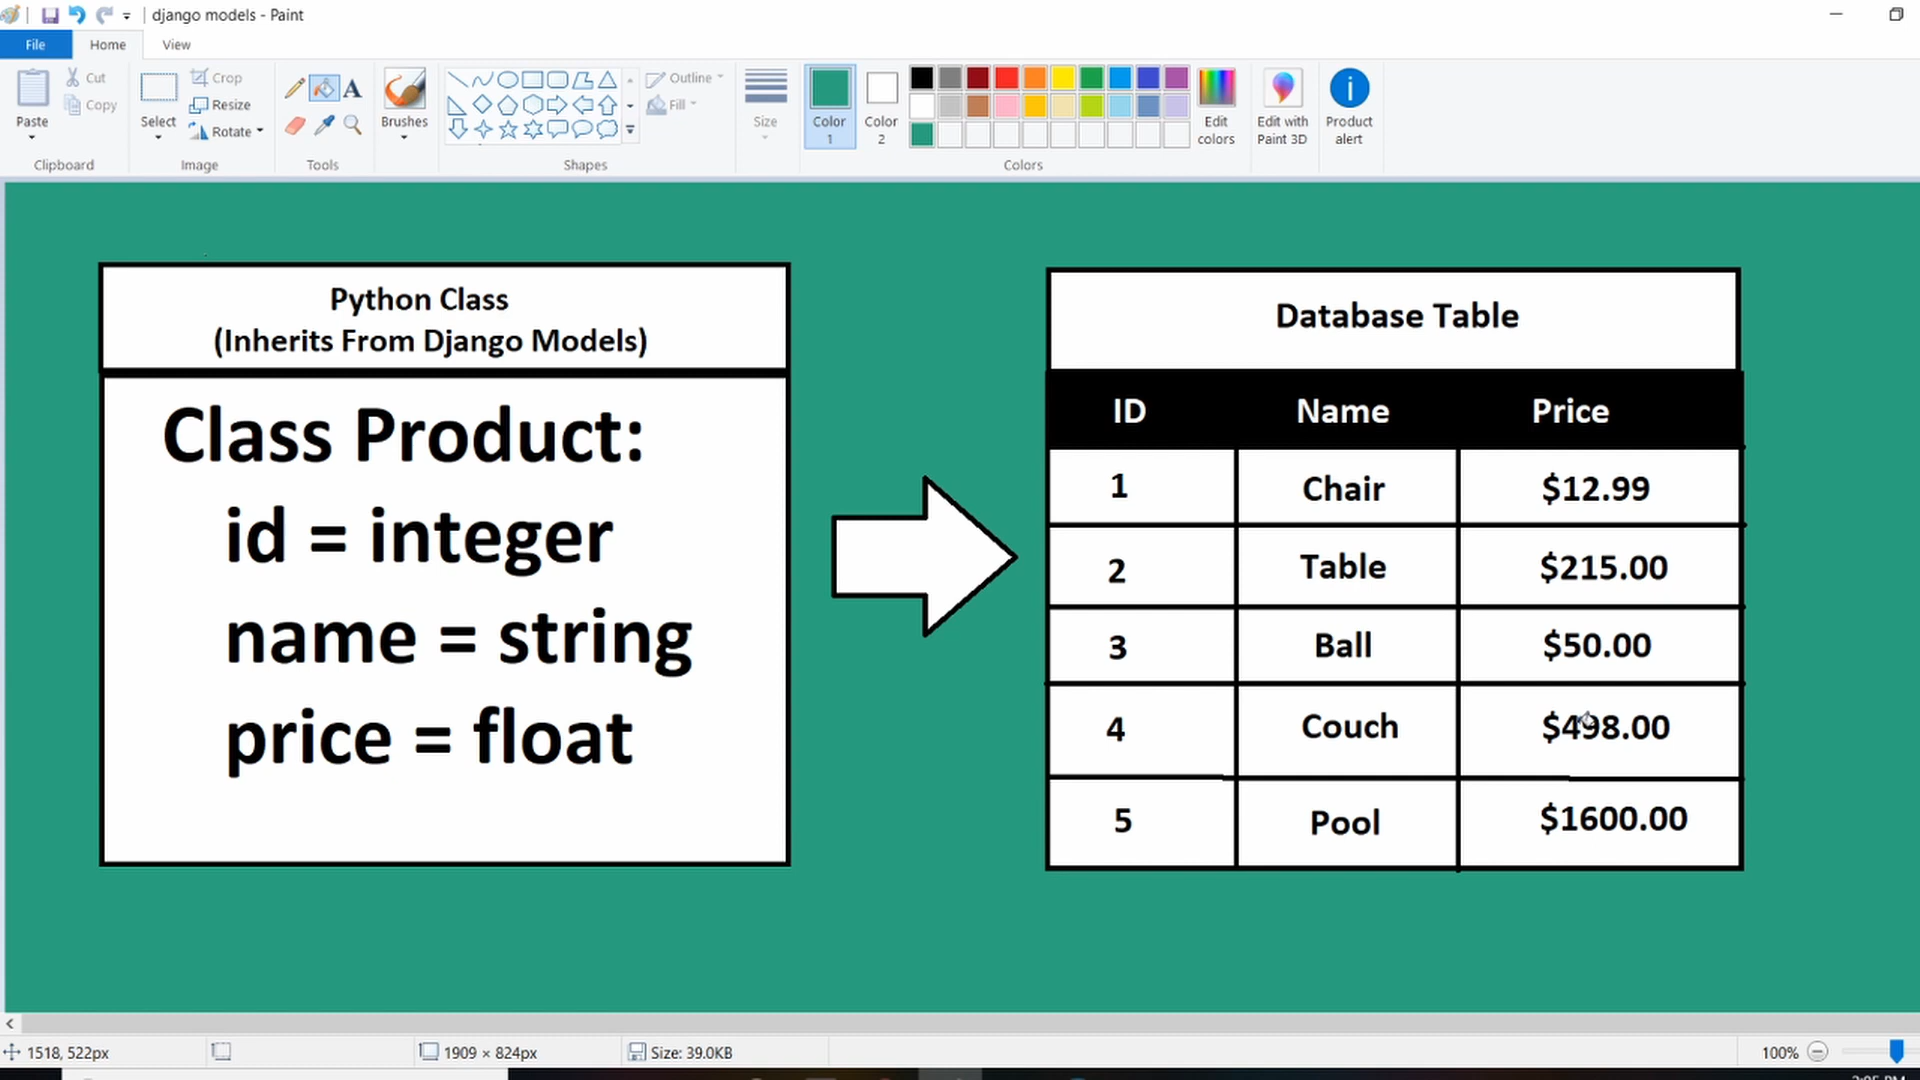 django models - Paint
File
Home
View
Paste
Cut
Copy
Clipboard
Select
Crop
Resize
Rotate
Image
A
Tools
Brushes
Shapes
Outline
Fill
Size
Color
1
Color
2
Colors
Edit
colors
Edit with
Paint 3D
Product
alert
Python Class
(Inherits From Django Models)
Class Product:
id = integer
name = string
price = float
Database Table
ID Name Price
1 Chair $12.99
2 Table $215.00
3 Ball $50.00
4 Couch $498.00
5 Pool $1600.00
1518, 522px
1909 × 824px
Size: 39.0KB
100%